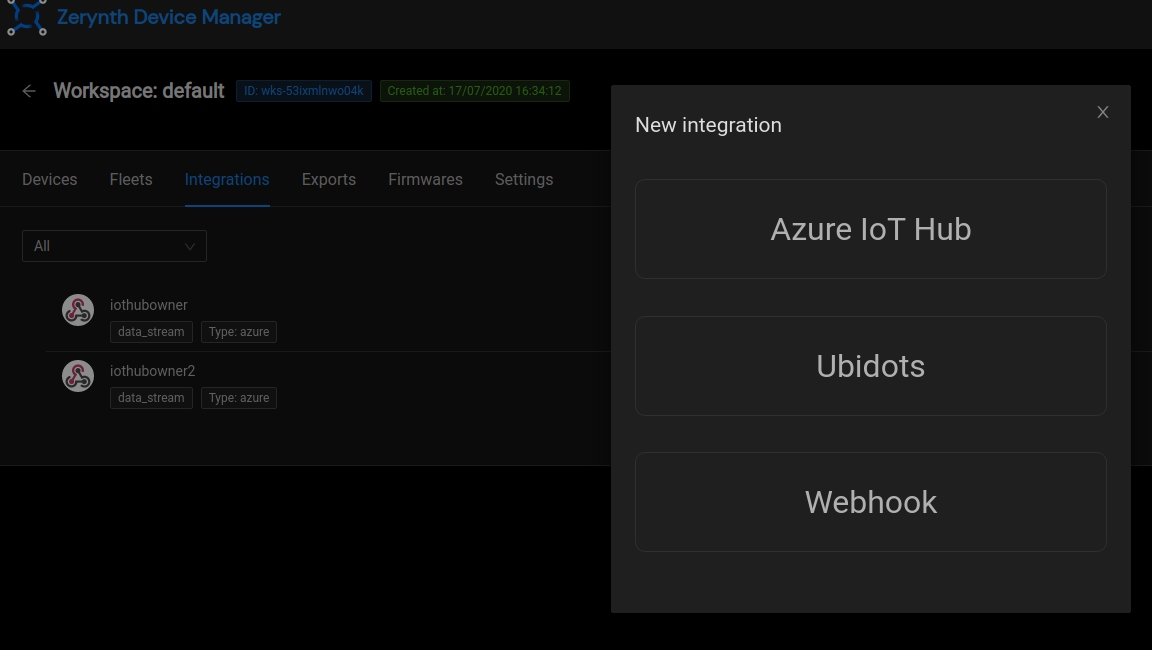 Zerynth Device Manager
Workspace: default
ID: wks-53ixmlnwo04k
Created at: 17/07/2020 16:34:12
Devices
Fleets
Integrations
Exports
Firmwares
Settings
All
iothubowner
data_stream
Type: azure
iothubowner2
data_stream
Type: azure
New integration
Azure IoT Hub
Ubidots
Webhook